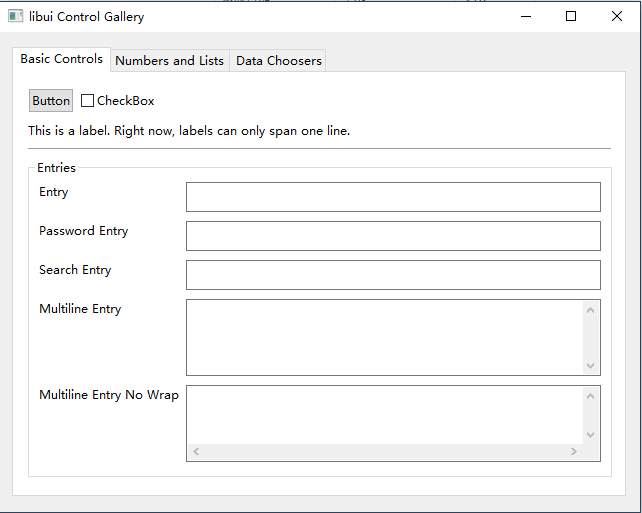 libui Control Gallery
Basic Controls Numbers and Lists Data Choosers
Button CheckBox
This is a label. Right now, labels can only span one line.
Entries
Entry
Password Entry
Search Entry
Multiline Entry
Multiline Entry No Wrap